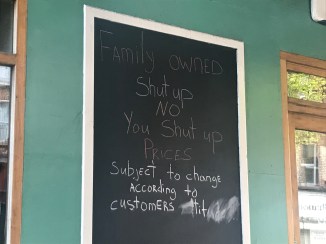 Family OWNED
Shut up
NO
You Shut up
PRICES
SUBJECT to change
ACCORDING to
CUSTOMERS